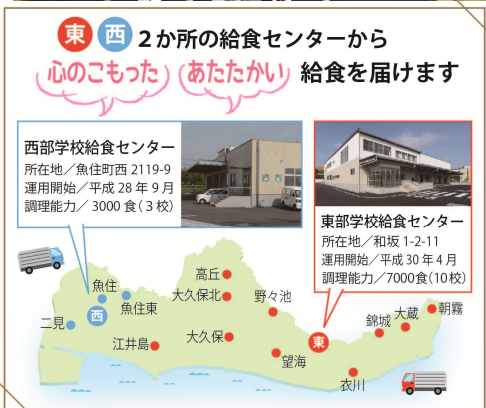 東 西 2か所の給食センターから
心のこもった あたたかい 給食を届けます
西部学校給食センター
所在地／魚住町西 2119-9
運用開始／平成 28 年 9 月
調理能力／ 3000 食（3校）
東部学校給食センター
所在地／和坂 1-2-11
運用開始／平成 30 年 4 月
調理能力／7000食（10校）
高丘
魚住
大久保北
野々池
魚住東
西
二見
江井島
大久保
東
錦城
大蔵
朝霧
望海
衣川